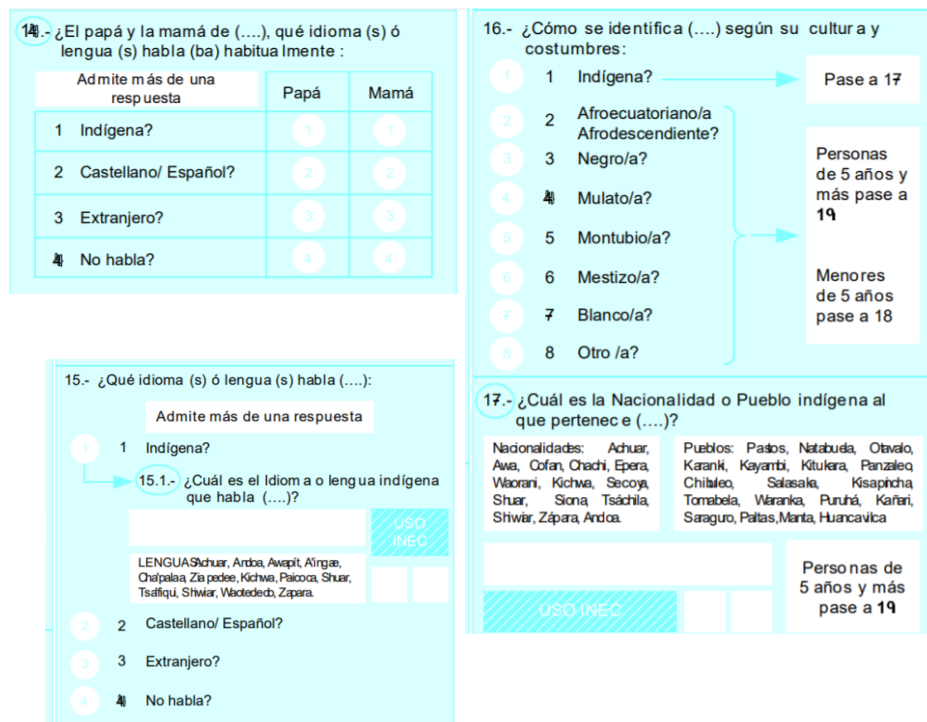 14.- ¿El papá y la mamá de (....), qué idioma (s) ó
lengua (s) habla (ba) habitualmente :
Admite más de una
respuesta
Papá
Mamá
1 Indígena? 1 1
2 Castellano/ Español? 2 2
3 Extranjero? 3 3
4 No habla? 4 4
15.- ¿Qué idioma (s) ó lengua (s) habla (....):
Admite más de una respuesta
1 1 Indígena?
15.1.- ¿Cuál es el Idioma o lengua indígena
que habla (....)?
USO
INEC
LENGUAS Achuar, Andoa, Awapit, A'ingae,
Cha'palaa, Zia pedee, Kichwa, Paicoca, Shuar,
Tsafiqui, Shiwiar, Waotededo, Zapara.
2 2 Castellano/ Español?
3 3 Extranjero?
4 4 No habla?
16.- ¿Cómo se identifica (....) según su cultura y
costumbres:
1 1 Indígena?
Pase a 17
2 2 Afroecuatoriano/a
Afrodescendiente?
3 3 Negro/a?
4 4 Mulato/a?
5 5 Montubio/a?
6 6 Mestizo/a?
7 7 Blanco/a?
8 8 Otro /a?
Personas
de 5 años y
más pase a
19
Menores
de 5 años
pase a 18
17.- ¿Cuál es la Nacionalidad o Pueblo indígena al
que pertenece (....)?
Nacionalidades: Achuar,
Awa, Cofan, Chachi, Epera,
Waorani, Kichwa, Secoya,
Shuar, Siona, Tsáchila,
Shiwiar, Zápara, Andoa.
Pueblos: Pastos, Natabuela, Otavalo,
Karanki, Kayambi, Kitukara, Panzaleo,
Chibuleo, Salasaka, Kisapincha,
Tomabela, Waranka, Puruhá, Kañari,
Saraguro, Paltas, Manta, Huancavilca
USO INEC
Personas de
5 años y más
pase a 19